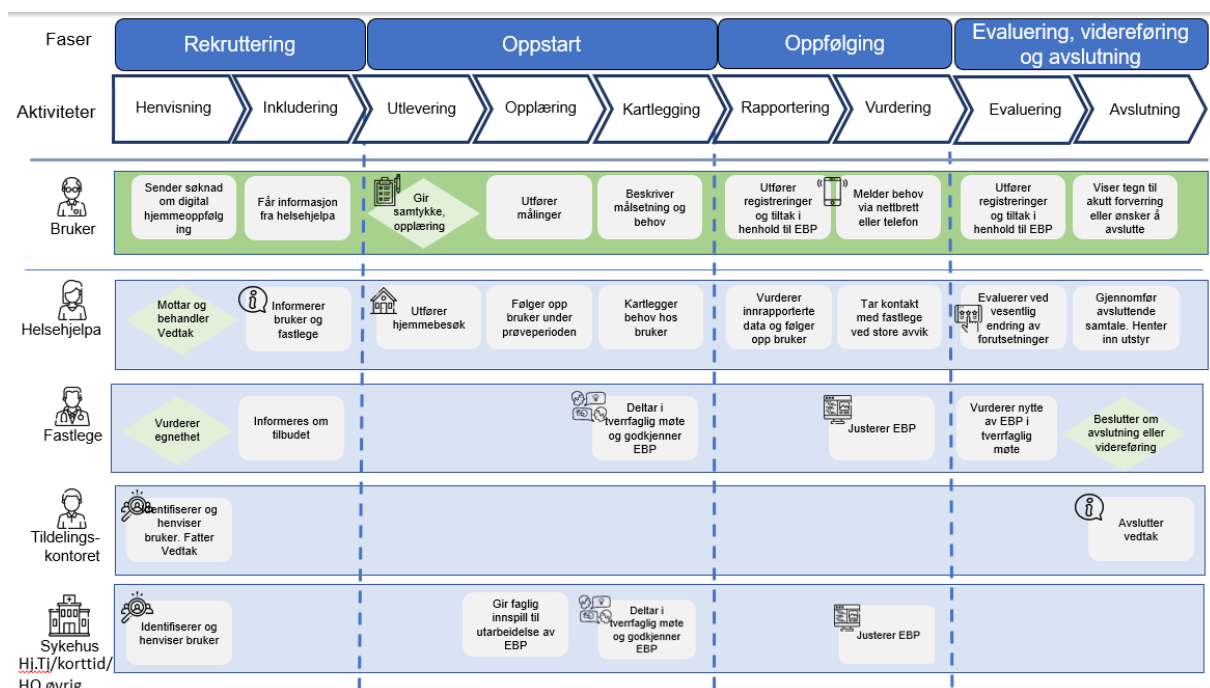 Faser
Rekruttering
Oppstart
Oppfølging
Evaluering, videreføring
og avslutning
Aktiviteter
Henvisning
Inkludering
Utlevering
Opplæring
Kartlegging
Rapportering
Vurdering
Evaluering
Avslutning
Bruker
Sender søknad
om digital
hjemmeoppfølg
ing
Får informasjon
fra helsehjelpa
Gir
samtykke,
opplæring
Utfører
målinger
Beskriver
målsetning og
behov
Utfører
registreringer
og tiltak i
henhold til EBP
Melder behov
via nettbrett
eller telefon
Utfører
registreringer
og tiltak i
henhold til EBP
Viser tegn til
akutt forverring
eller ønsker å
avslutte
Helsehjelpa
Mottar og
behandler
Vedtak
Informerer
bruker og
fastlege
Utfører
hjemmebesøk
Følger opp
bruker under
prøveperioden
Kartlegger
behov hos
bruker
Vurderer
innrapporterte
data og følger
opp bruker
Tar kontakt
med fastlege
ved store avvik
Evaluerer ved
vesentlig
endring av
forutsetninger
Gjennomfør
avsluttende
samtale. Henter
inn utstyr
Fastlege
Vurderer
egnethet
Informeres om
tilbudet
Deltar i
tverrfaglig møte
og godkjenner
EBP
Justerer EBP
Vurderer nytte
av EBP i
tverrfaglig
møte
Beslutter om
avslutning eller
videreføring
Tildelings-
kontoret
Identifiserer og
henviser
bruker. Fatter
Vedtak
Avslutter
vedtak
Sykehus
Hj.Tj/korttid/
HO øvrig
Identifiserer og
henviser bruker
Gir faglig
innspill til
utarbeidelse av
EBP
Deltar i
tverrfaglig møte
og godkjenner
EBP
Justerer EBP